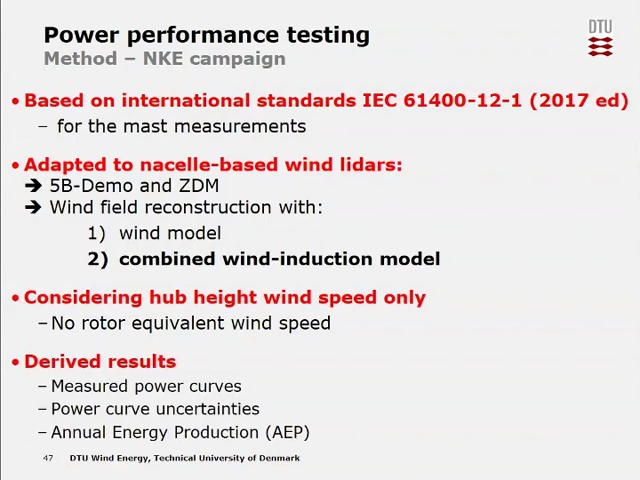 Power performance testing
DTU
Method – NKE campaign
• Based on international standards IEC 61400-12-1 (2017 ed)
– for the mast measurements
• Adapted to nacelle-based wind lidars:
➔ 5B-Demo and ZDM
➔ Wind field reconstruction with:
1) wind model
2) combined wind-induction model
• Considering hub height wind speed only
– No rotor equivalent wind speed
• Derived results
– Measured power curves
– Power curve uncertainties
– Annual Energy Production (AEP)
47 DTU Wind Energy, Technical University of Denmark